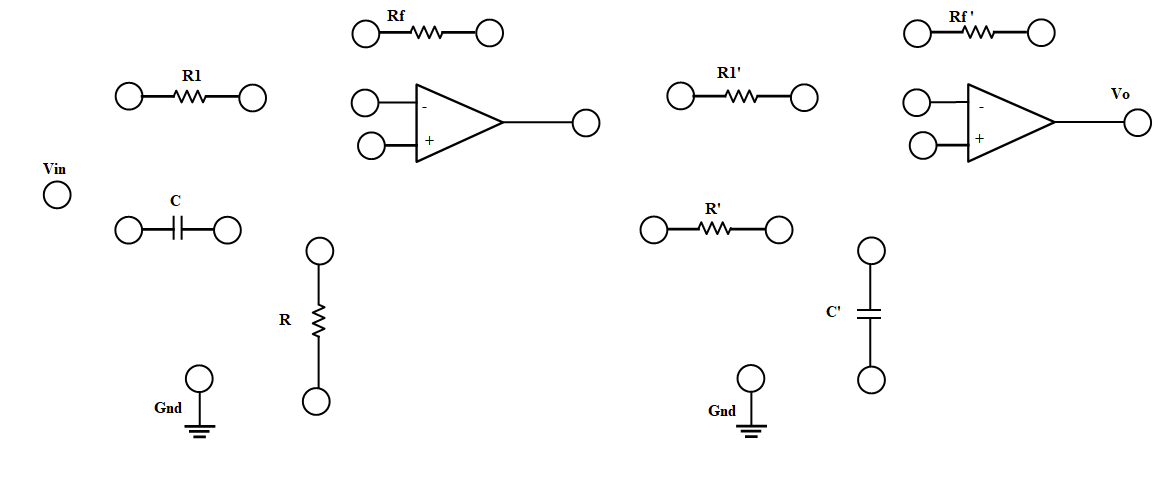 Rf
Rf '
R1
R1'
Vo
-
+
-
+
Vin
C
R'
R
C'
Gnd
Gnd